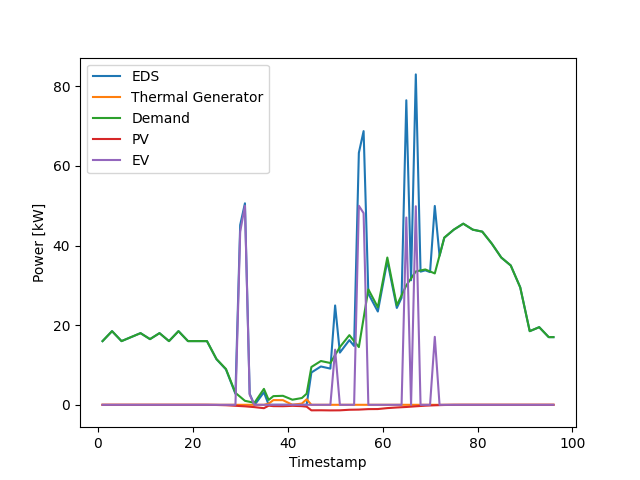 EDS
Thermal Generator
Demand
PV
EV
80
60
40
20
0
Power [kW]
0 20 40 60 80 100
Timestamp